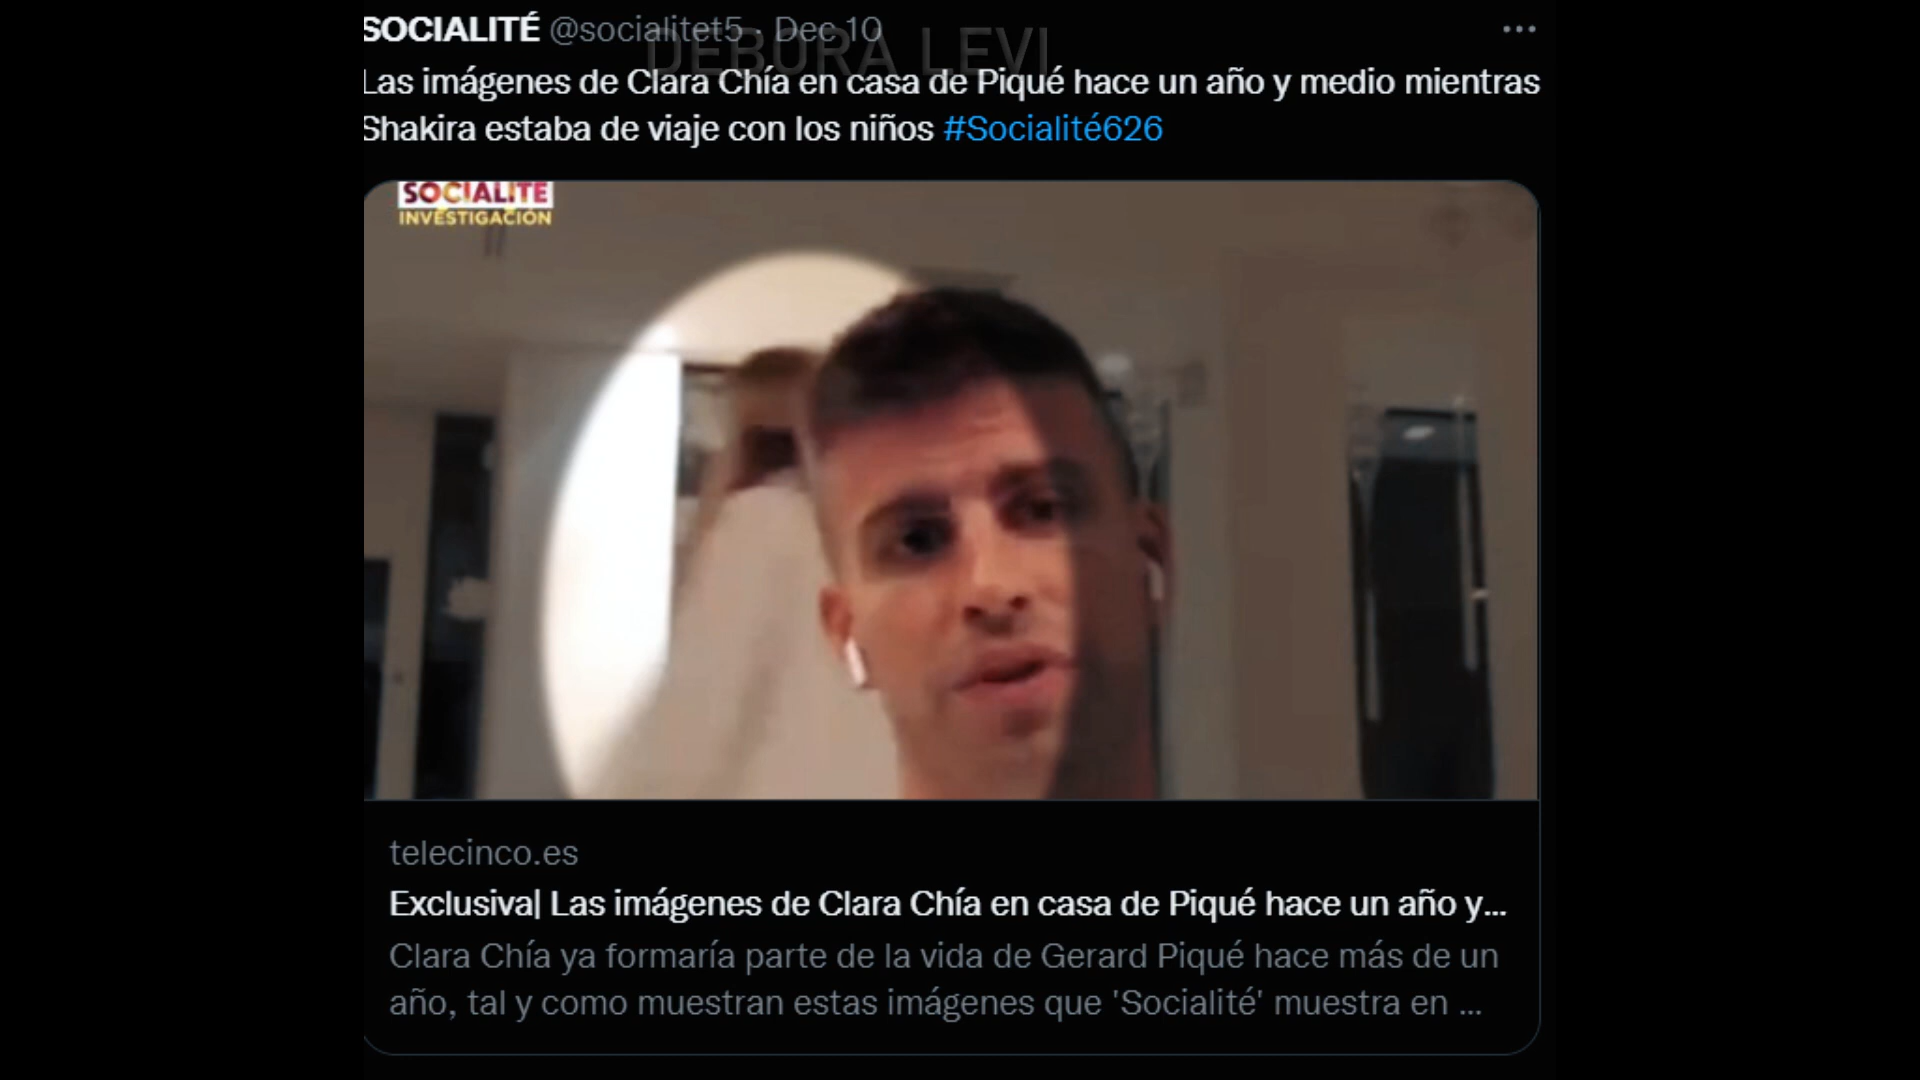 SOCIALITÉ @socialitet5 · Dec 10
DEBORA LEVI
Las imágenes de Clara Chía en casa de Piqué hace un año y medio mientras
Shakira estaba de viaje con los niños #Socialité626
SOCIALITÉ
INVESTIGACIÓN
telecinco.es
Exclusiva| Las imágenes de Clara Chía en casa de Piqué hace un año y...
Clara Chía ya formaría parte de la vida de Gerard Piqué hace más de un
año, tal y como muestran estas imágenes que 'Socialité' muestra en ...